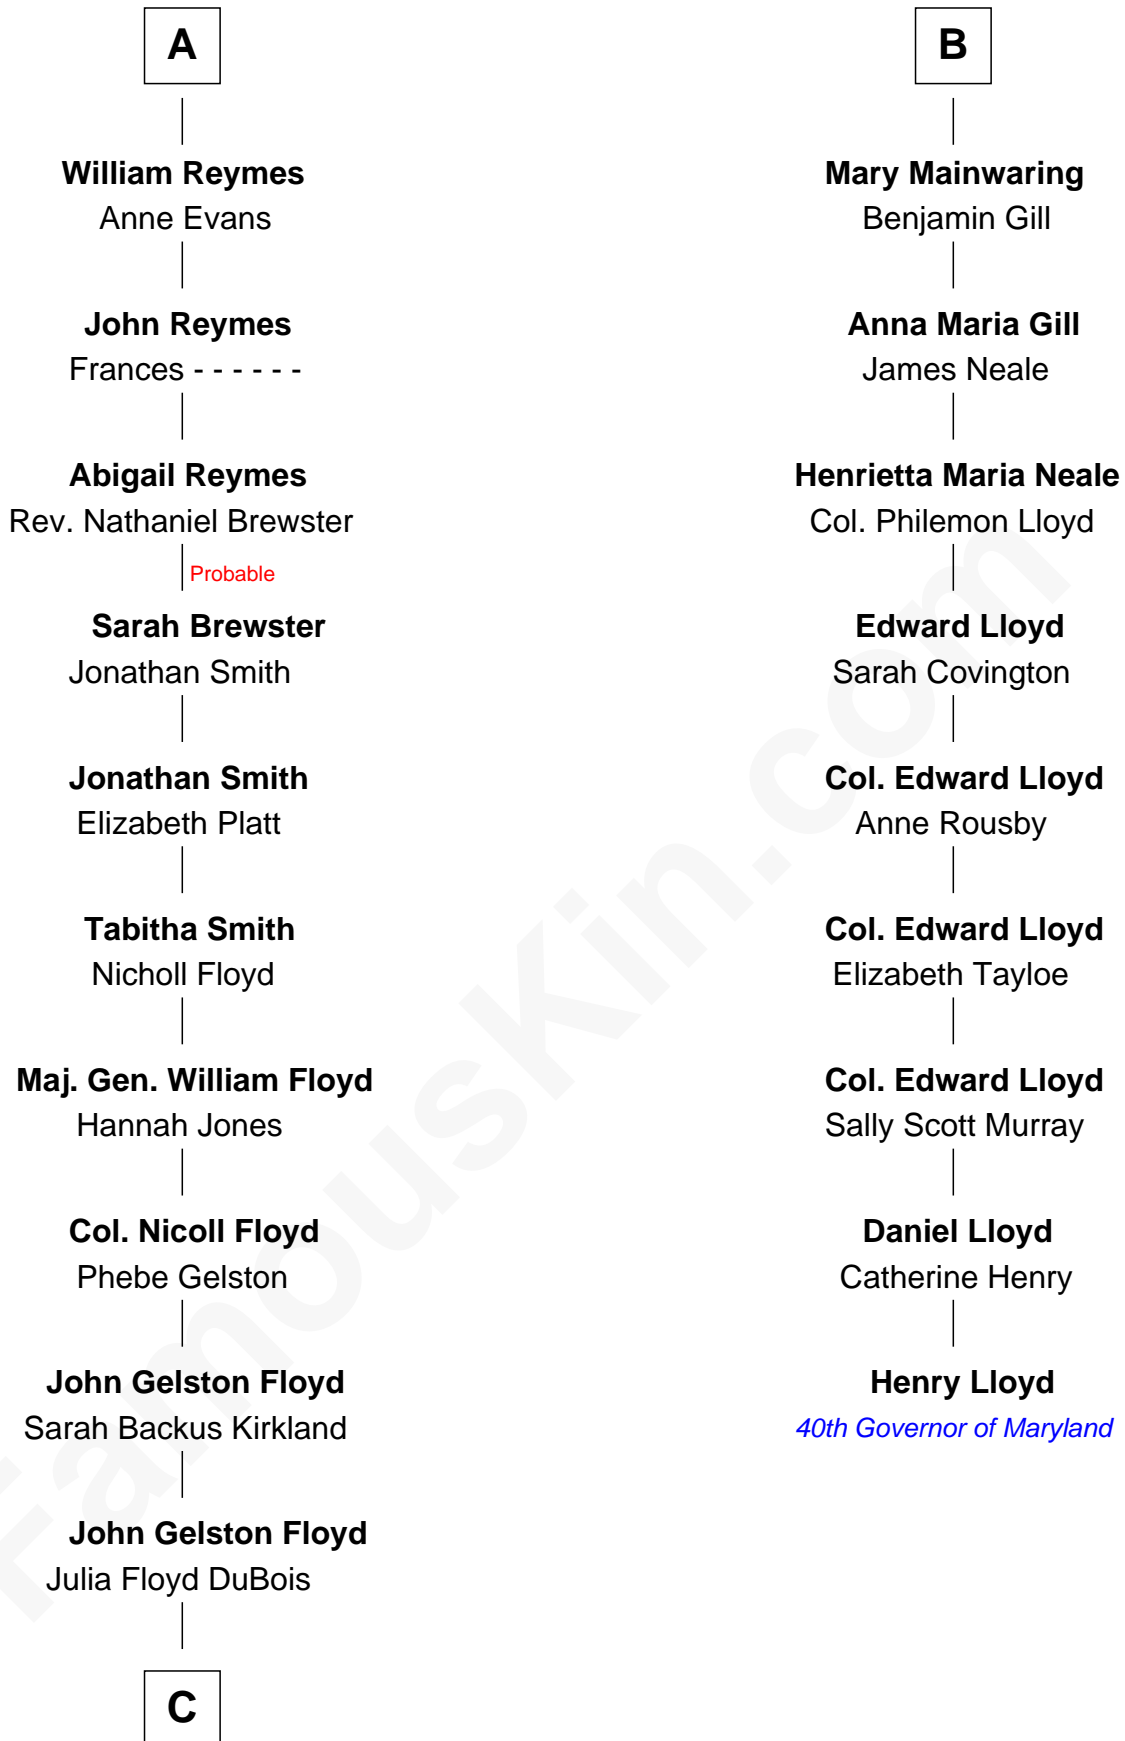 A
William Reymes
Anne Evans
John Reymes
Frances - - - - - -
Abigail Reymes
Rev. Nathaniel Brewster
Probable
Sarah Brewster
Jonathan Smith
Jonathan Smith
Elizabeth Platt
Tabitha Smith
Nicholl Floyd
Maj. Gen. William Floyd
Hannah Jones
Col. Nicoll Floyd
Phebe Gelston
John Gelston Floyd
Sarah Backus Kirkland
John Gelston Floyd
Julia Floyd DuBois
C
B
Mary Mainwaring
Benjamin Gill
Anna Maria Gill
James Neale
Henrietta Maria Neale
Col. Philemon Lloyd
Edward Lloyd
Sarah Covington
Col. Edward Lloyd
Anne Rousby
Col. Edward Lloyd
Elizabeth Tayloe
Col. Edward Lloyd
Sally Scott Murray
Daniel Lloyd
Catherine Henry
Henry Lloyd
40th Governor of Maryland
FamousKin.com